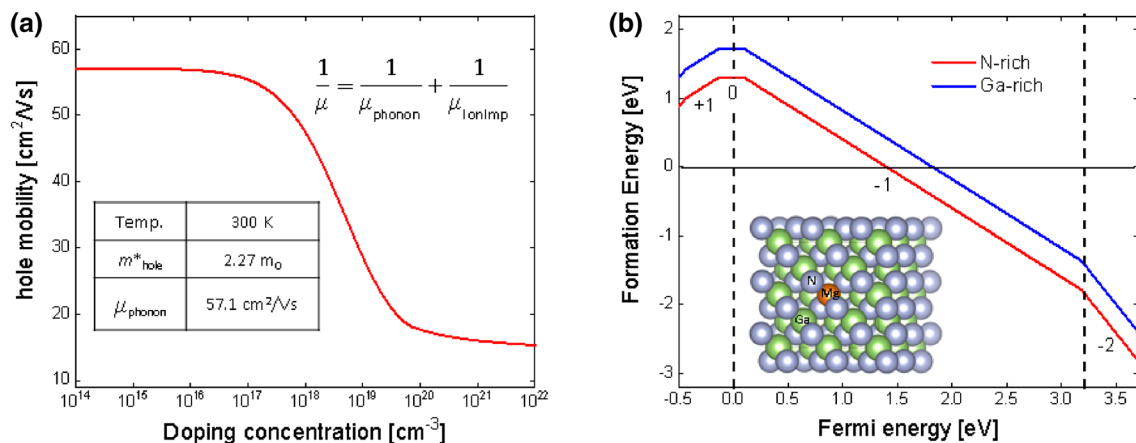 (a)
hole mobility [cm²/Vs]
60
50
40
30
20
10
1/μ = 1/μphonon + 1/μIonImp
Temp. 300 K
m*hole 2.27 mo
μphonon 57.1 cm²/Vs
10¹⁴ 10¹⁵ 10¹⁶ 10¹⁷ 10¹⁸ 10¹⁹ 10²⁰ 10²¹ 10²²
Doping concentration [cm⁻³]
(b)
Formation Energy [eV]
2
1
0
-1
-2
-3
N-rich
Ga-rich
+1
0
-1
-2
N
Mg
Ga
-0.5 0.0 0.5 1.0 1.5 2.0 2.5 3.0 3.5
Fermi energy [eV]